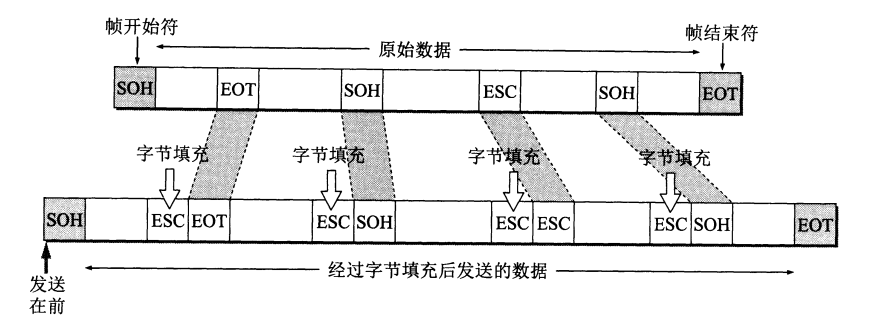 帧开始符
帧结束符
原始数据
SOH EOT SOH ESC SOH EOT
字节填充 字节填充 字节填充 字节填充
SOH ESC EOT ESC SOH ESC ESC ESC SOH EOT
经过字节填充后发送的数据
发送
在前